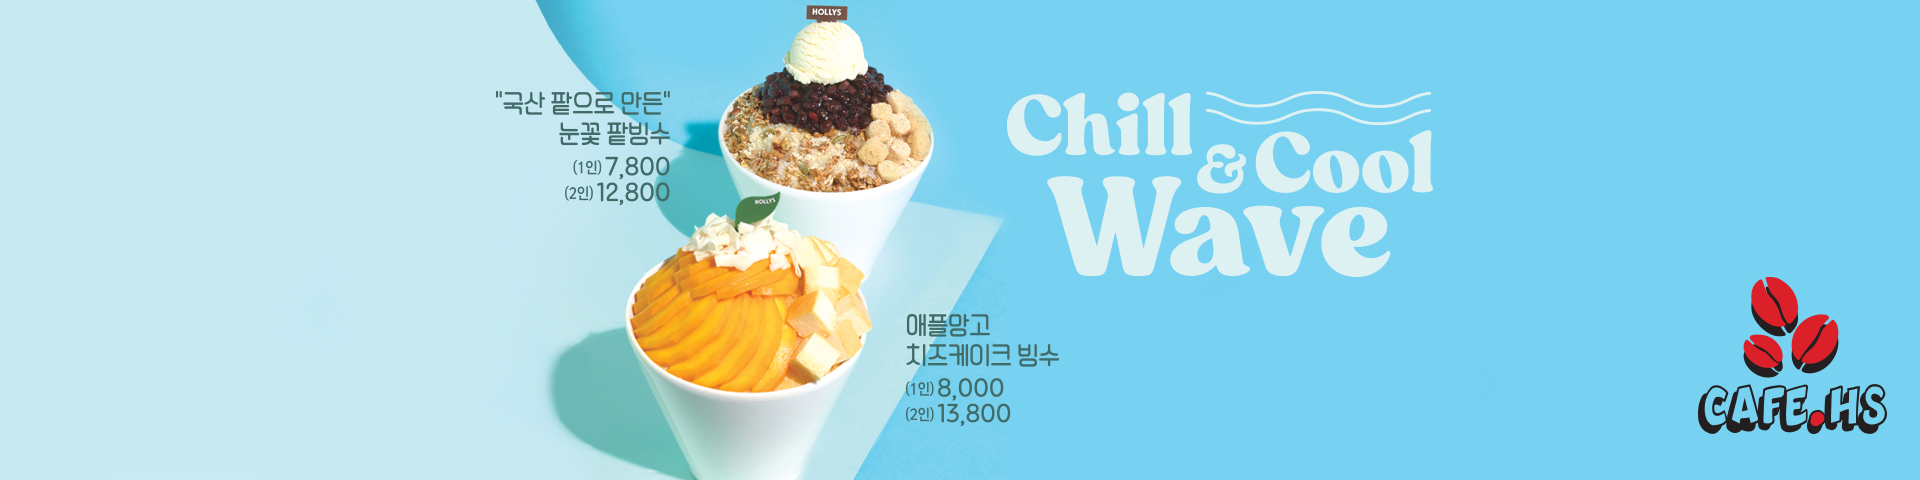 HOLLYS
"국산 팥으로 만든"
눈꽃 팥빙수
(1인) 7,800
(2인) 12,800
HOLLYS
Chill
& Cool
Wave
애플망고
치즈케이크 빙수
(1인) 8,000
(2인) 13,800
CAFE.HS